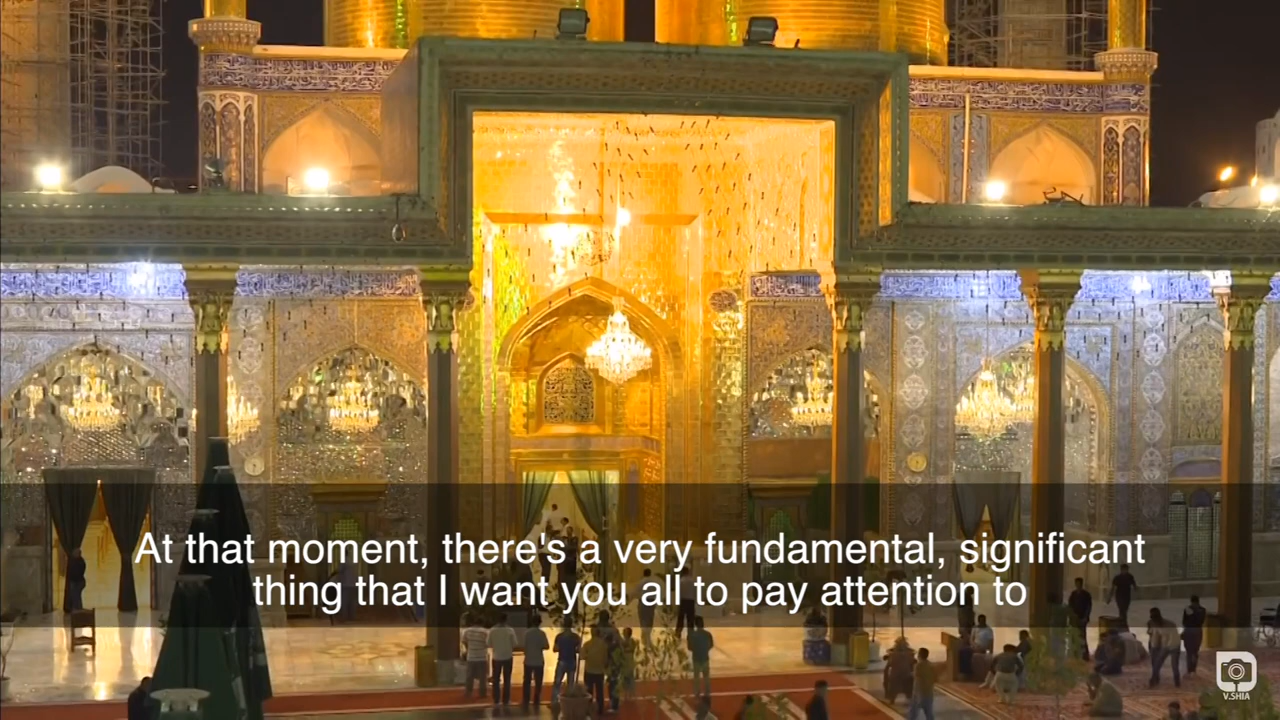 At that moment, there's a very fundamental, significant
thing that I want you all to pay attention to
V.SHIA